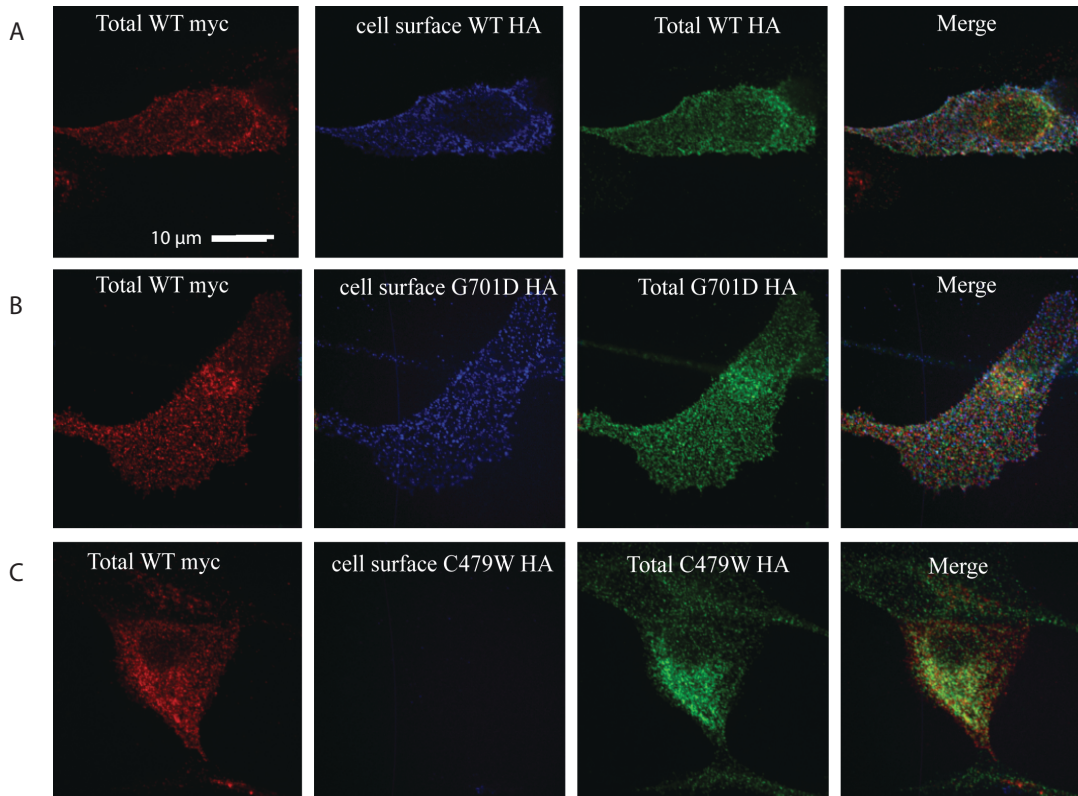 A
Total WT myc
cell surface WT HA
Total WT HA
Merge
10 µm
B
Total WT myc
cell surface G701D HA
Total G701D HA
Merge
C
Total WT myc
cell surface C479W HA
Total C479W HA
Merge